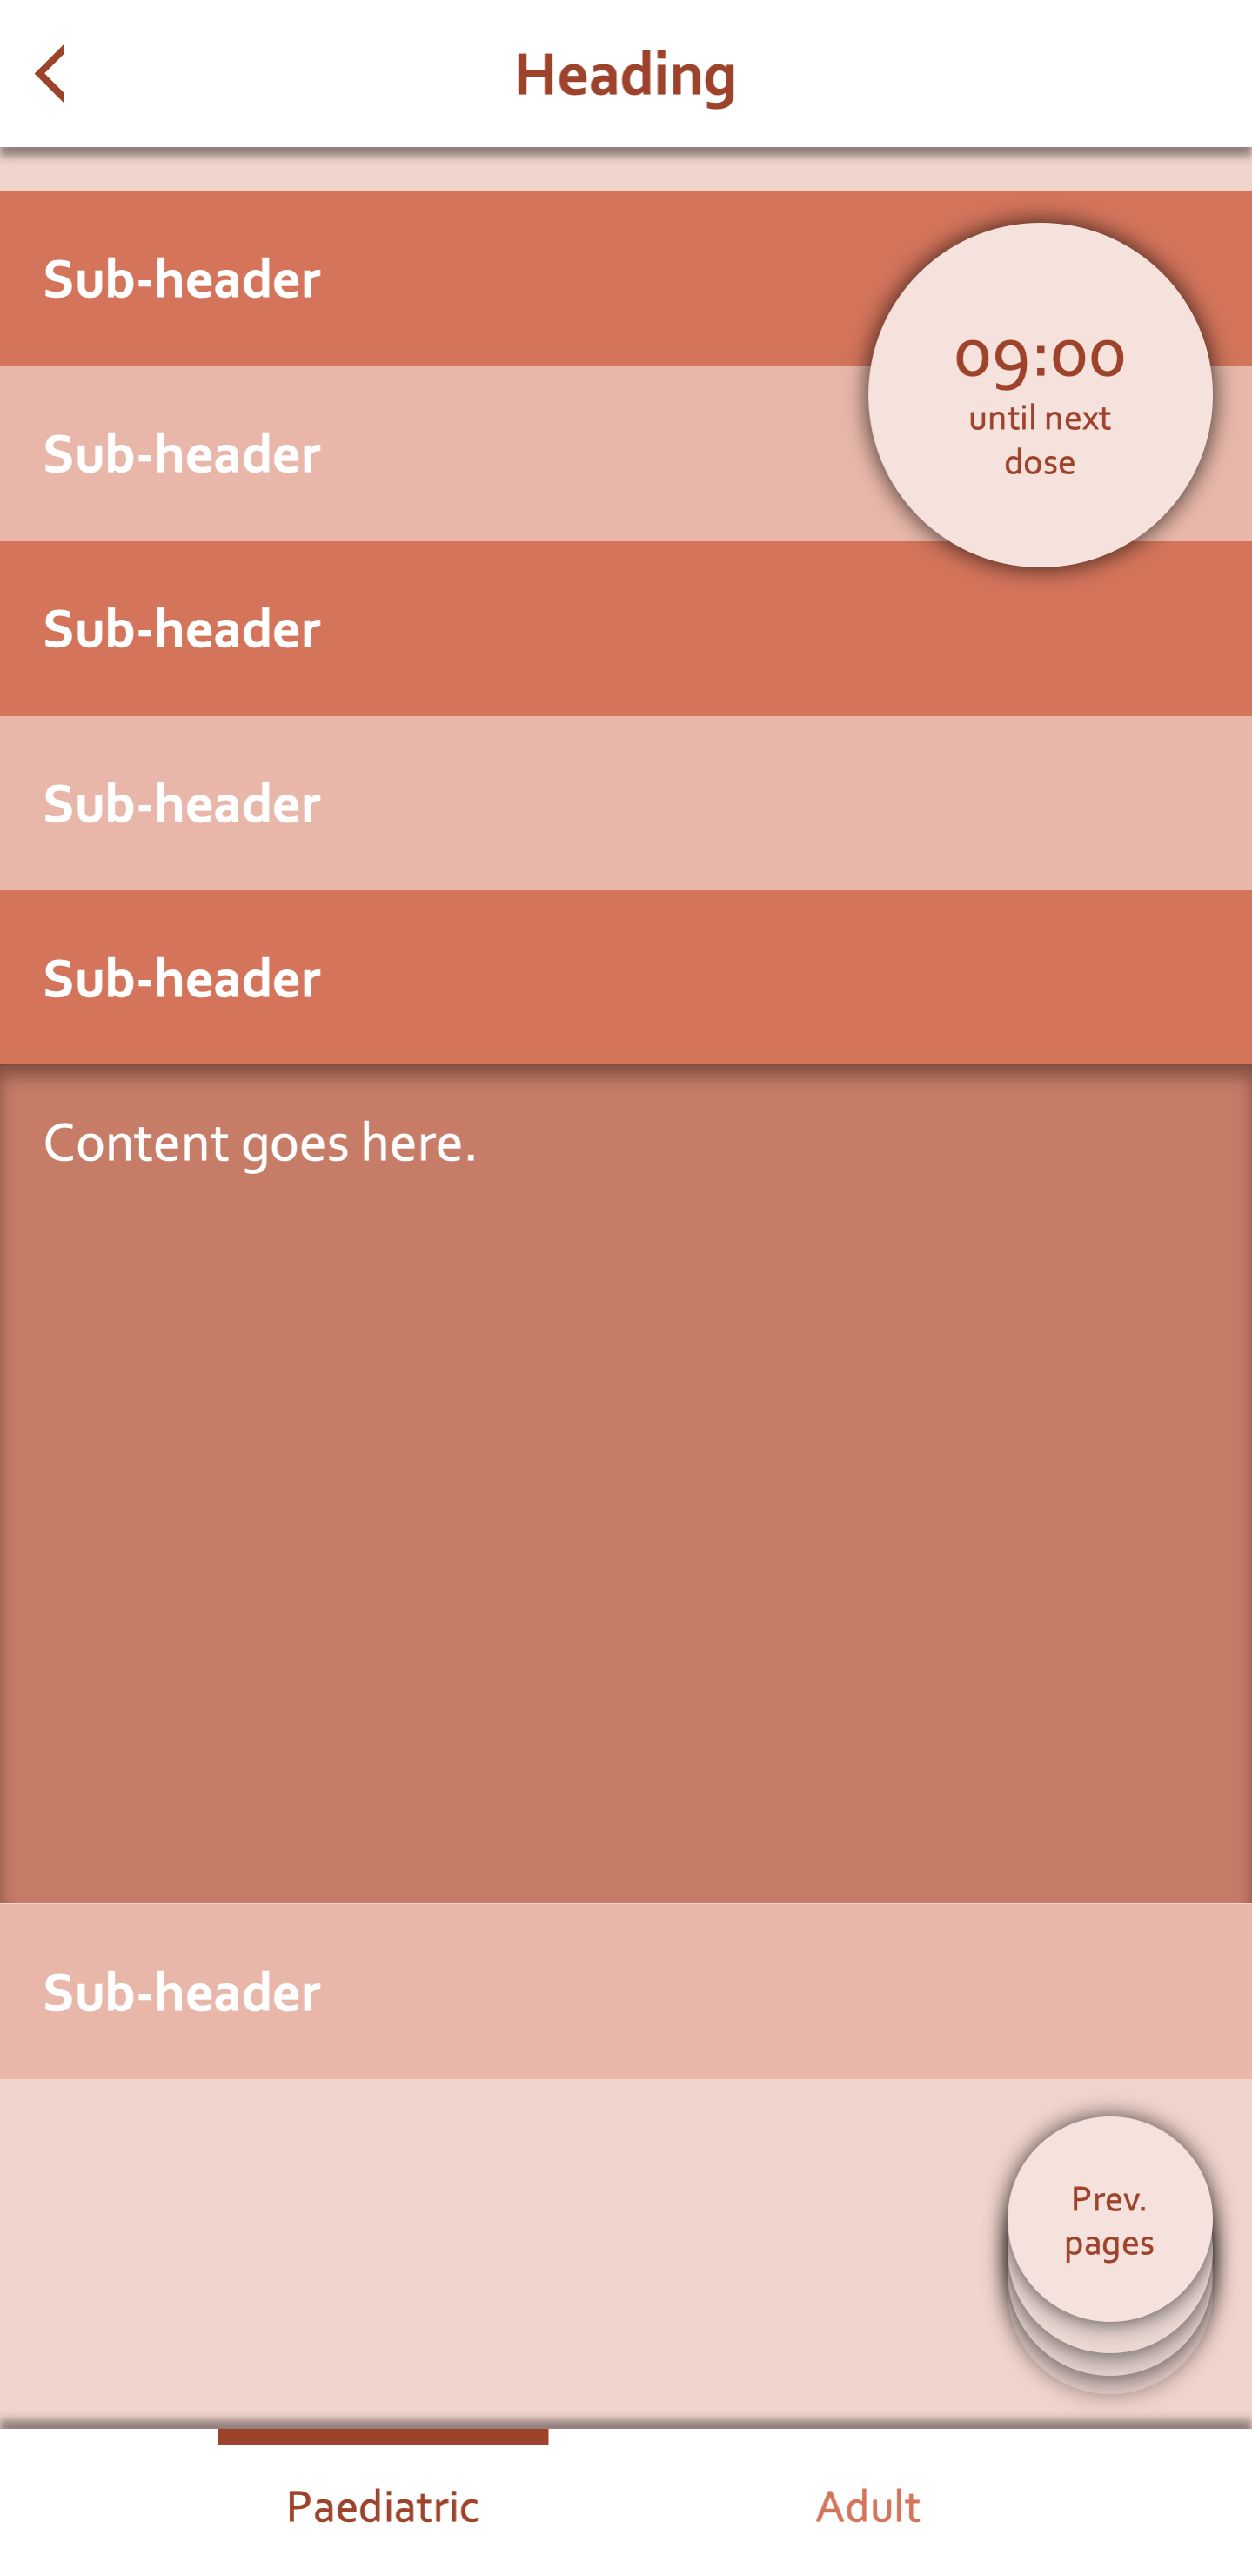 Heading
Sub-header
09:00
until next
dose
Sub-header
Sub-header
Sub-header
Sub-header
Content goes here.
Sub-header
Prev.
pages
Paediatric
Adult